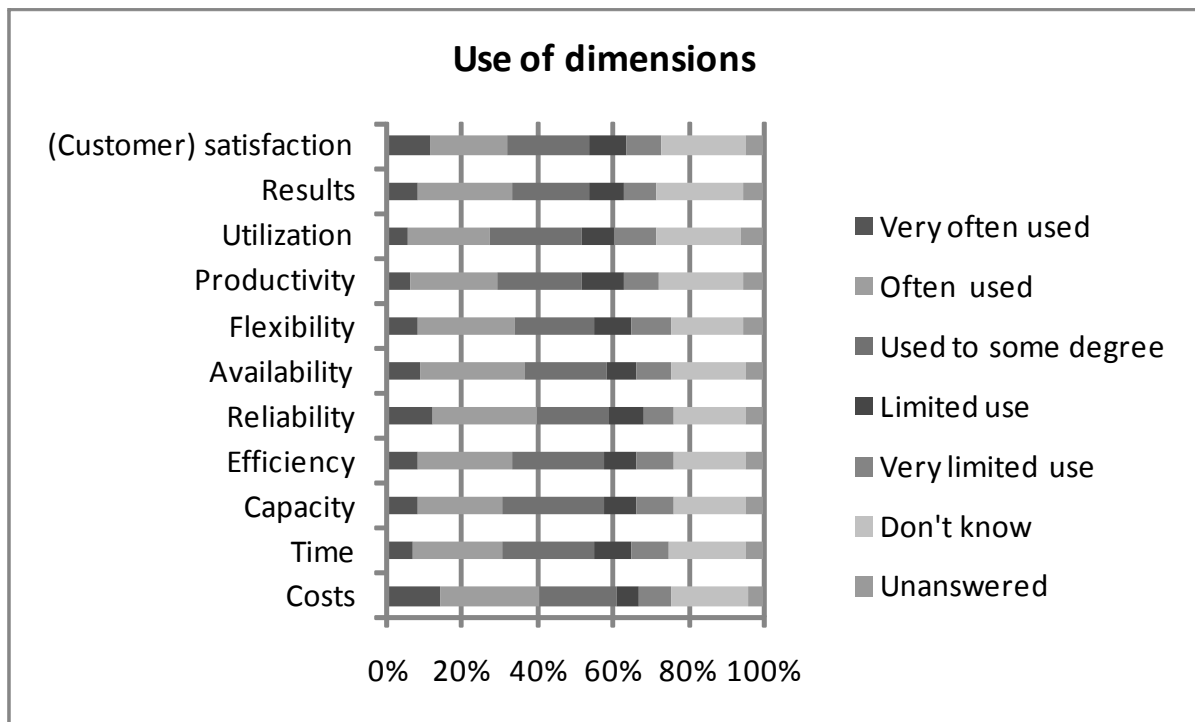 Use of dimensions
(Customer) satisfaction
Results
Utilization
Productivity
Flexibility
Availability
Reliability
Efficiency
Capacity
Time
Costs
0% 20% 40% 60% 80% 100%
Very often used
Often used
Used to some degree
Limited use
Very limited use
Don't know
Unanswered